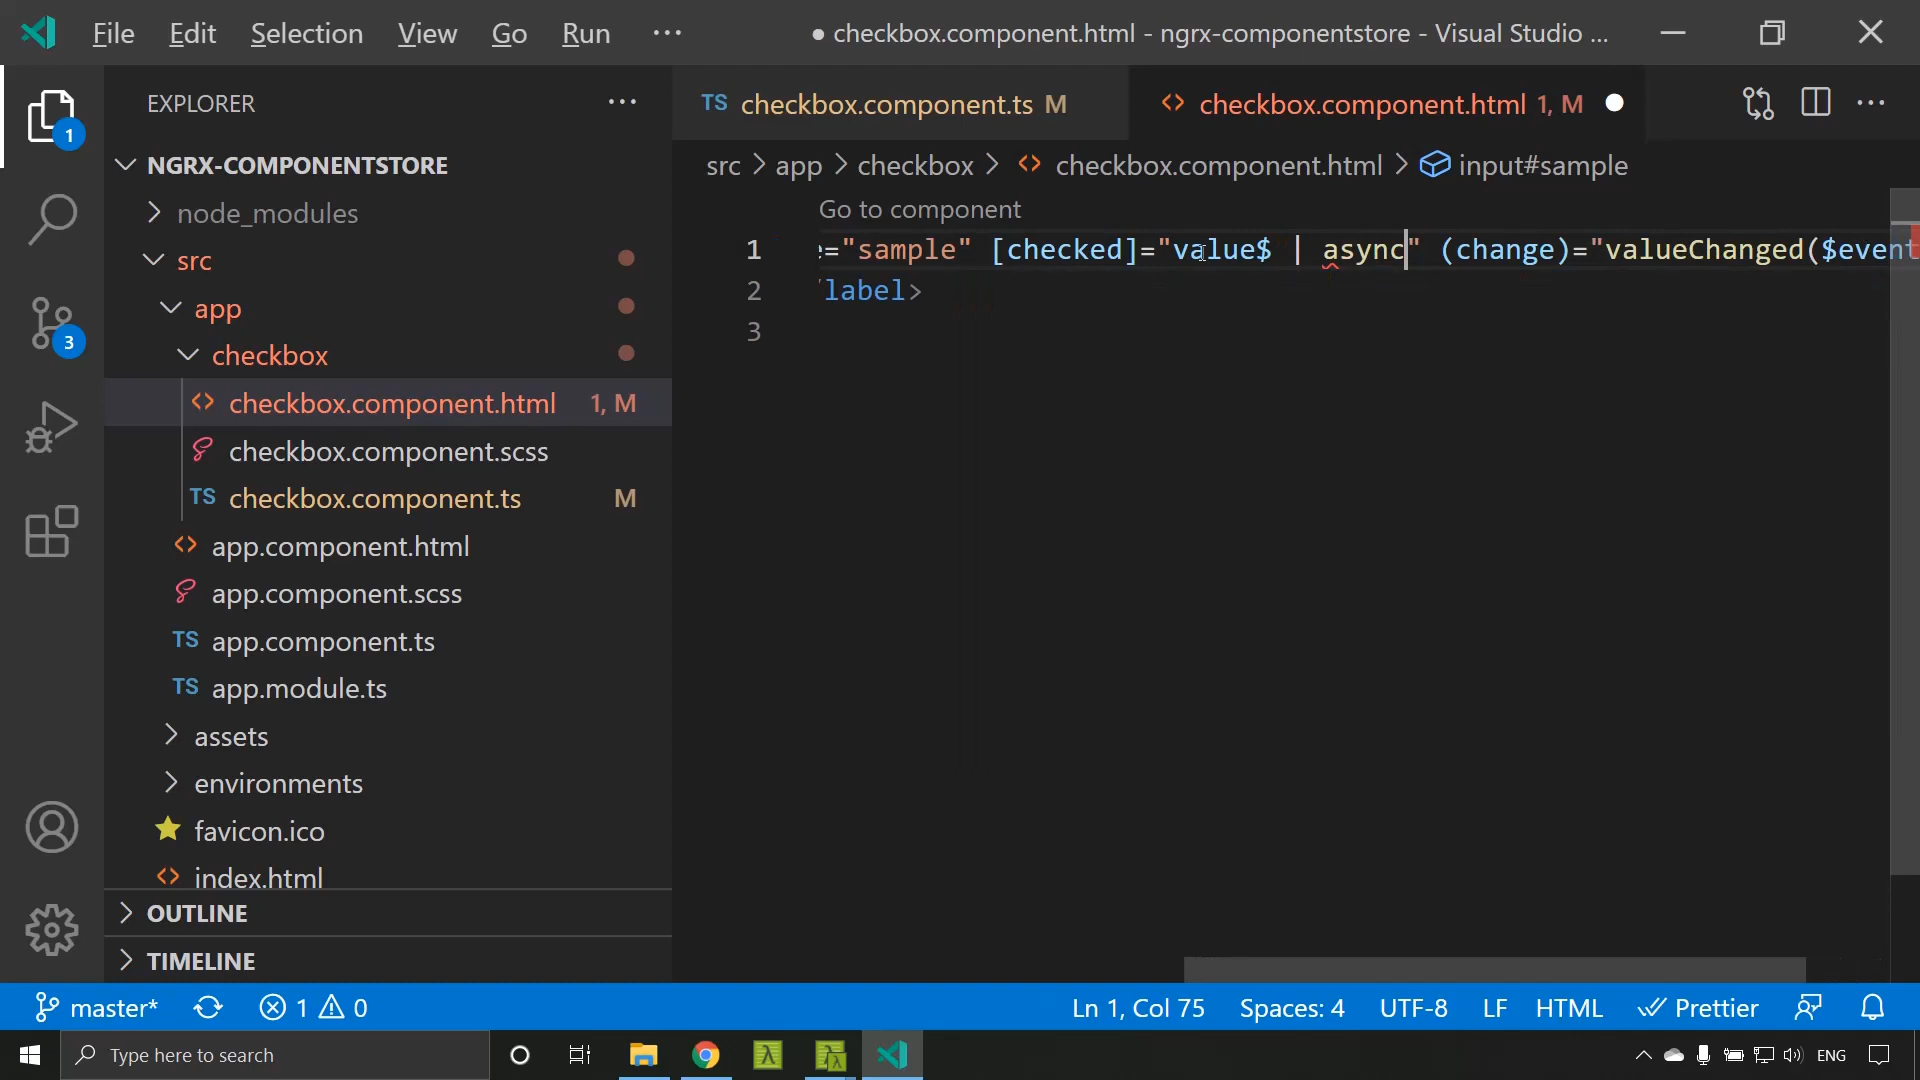 File Edit Selection View Go Run ··· ● checkbox.component.html - ngrx-componentstore - Visual Studio ...
EXPLORER ···
TS checkbox.component.ts M <> checkbox.component.html 1, M ● ···
1
NGRX-COMPONENTSTORE
src > app > checkbox > <> checkbox.component.html > input#sample
node_modules
Go to component
src
1 e="sample" [checked]="value$ | async" (change)="valueChanged($event
app
2 /label>
3
3
checkbox
<> checkbox.component.html 1, M
checkbox.component.scss
TS checkbox.component.ts M
<> app.component.html
app.component.scss
TS app.component.ts
TS app.module.ts
assets
environments
favicon.ico
<> index.html
OUTLINE
TIMELINE
master* 1 0 Ln 1, Col 75 Spaces: 4 UTF-8 LF HTML Prettier
Type here to search λ λ ENG